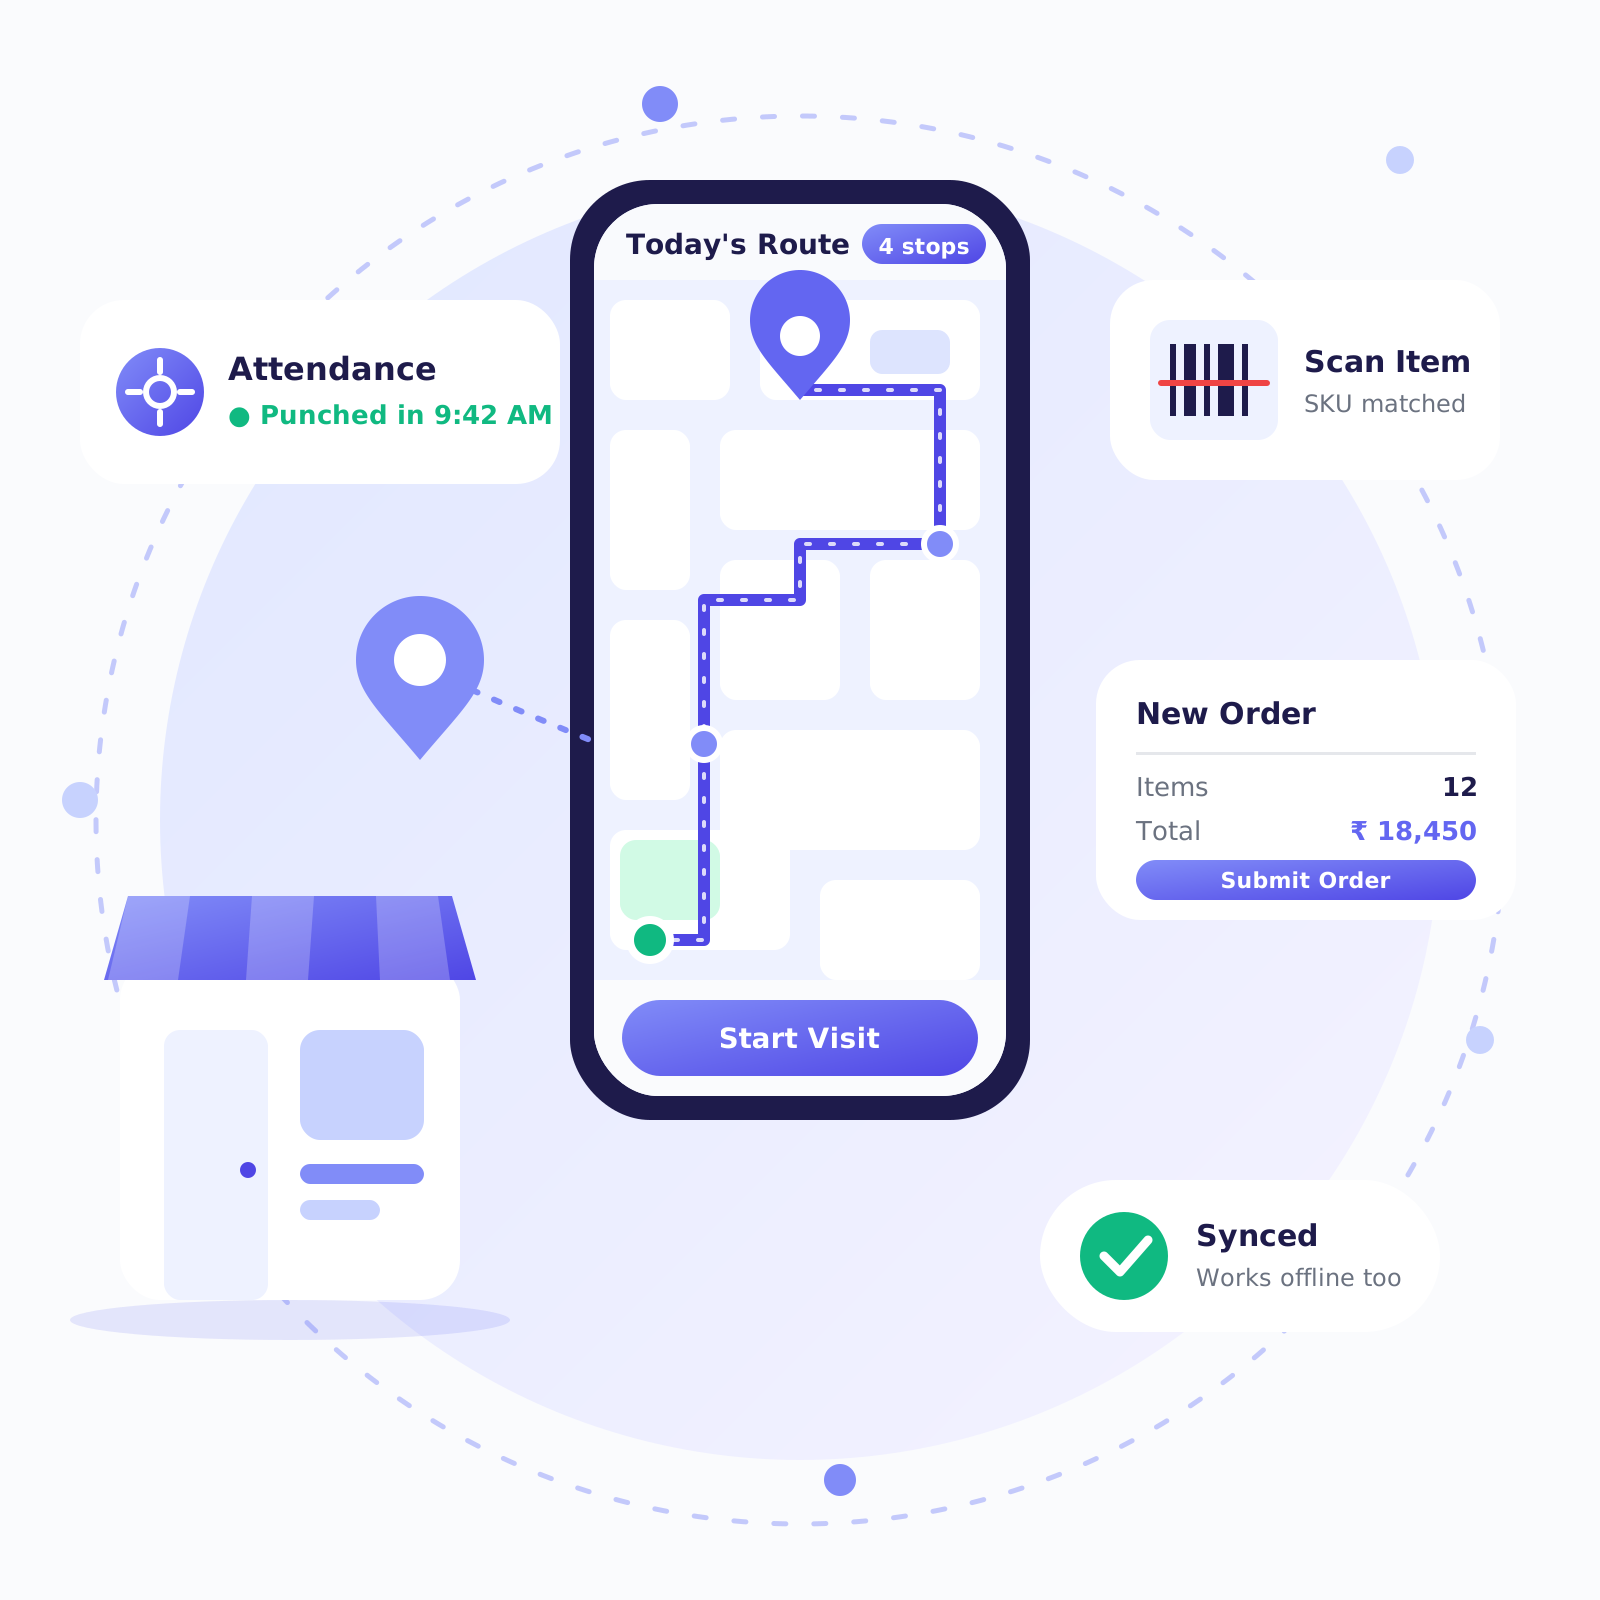 Today's Route
4 stops
Attendance
● Punched in 9:42 AM
Scan Item
SKU matched
New Order
Items 12
Total ₹ 18,450
Submit Order
Start Visit
Synced
Works offline too